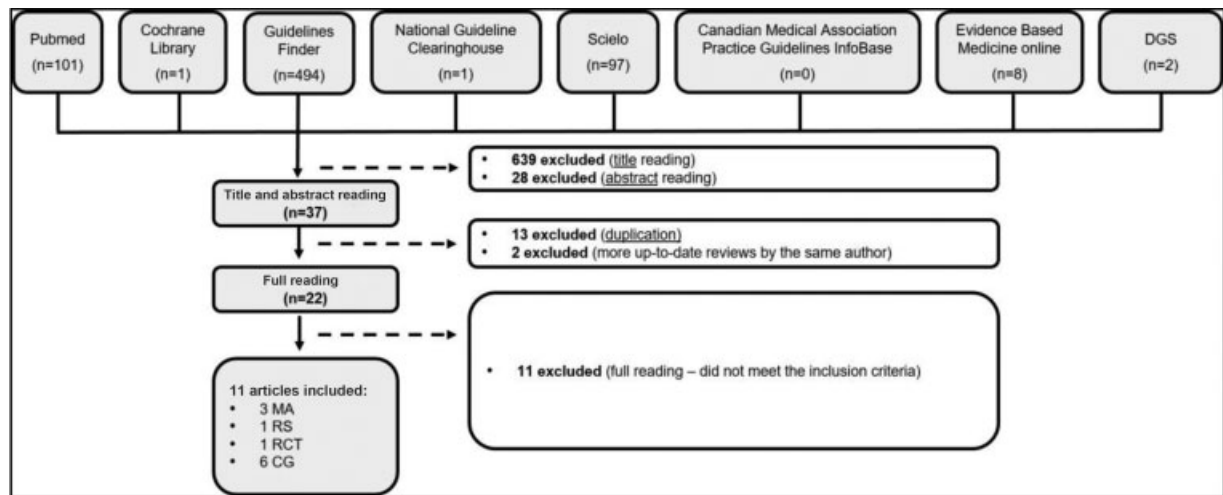 Pubmed
(n=101)
Cochrane
Library
(n=1)
Guidelines
Finder
(n=494)
National Guideline
Clearinghouse
(n=1)
Scielo
(n=97)
Canadian Medical Association
Practice Guidelines InfoBase
(n=0)
Evidence Based
Medicine online
(n=8)
DGS
(n=2)
• 639 excluded (title reading)
• 28 excluded (abstract reading)
Title and abstract reading
(n=37)
• 13 excluded (duplication)
• 2 excluded (more up-to-date reviews by the same author)
Full reading
(n=22)
• 11 excluded (full reading – did not meet the inclusion criteria)
11 articles included:
• 3 MA
• 1 RS
• 1 RCT
• 6 CG